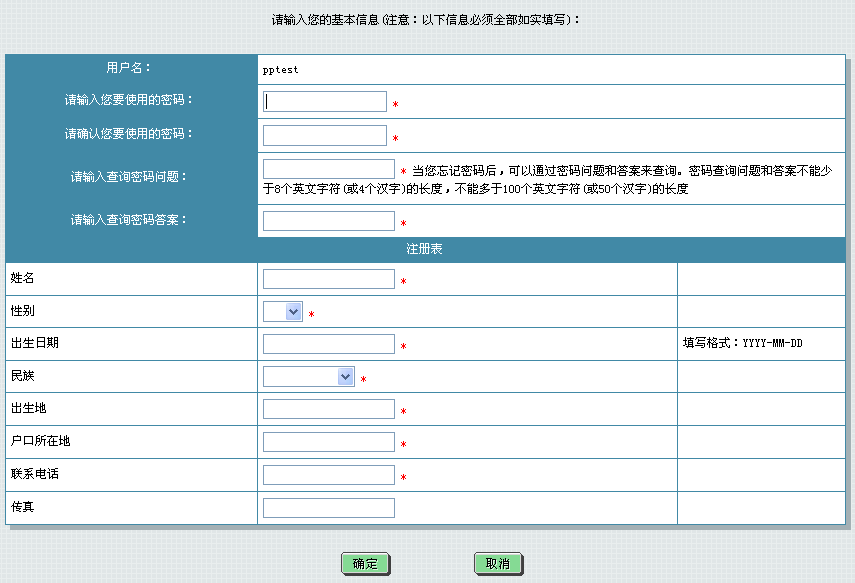 请输入您的基本信息(注意：以下信息必须全部如实填写)：
用户名：
pptest
请输入您要使用的密码：
*
请确认您要使用的密码：
*
请输入查询密码问题：
* 当您忘记密码后，可以通过密码问题和答案来查询。密码查询问题和答案不能少
于8个英文字符(或4个汉字)的长度，不能多于100个英文字符(或50个汉字)的长度
请输入查询密码答案：
*
注册表
姓名
*
性别
*
出生日期
*
填写格式：YYYY-MM-DD
民族
*
出生地
*
户口所在地
*
联系电话
*
传真
确定
取消